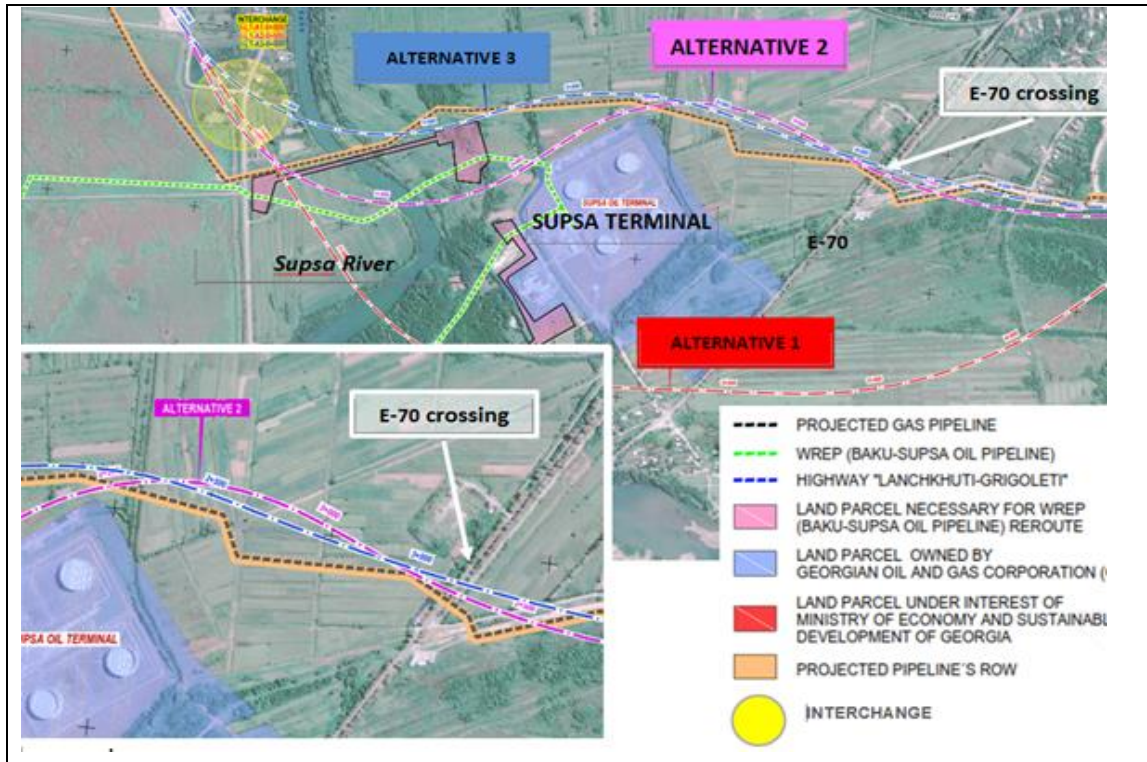 INTERCHANGE
ALTERNATIVE 3
ALTERNATIVE 2
E-70 crossing
SUPSA OIL TERMINAL
SUPSA TERMINAL
E-70
Supsa River
ALTERNATIVE 1
ALTERNATIVE 2
E-70 crossing
UPSA OIL TERMINAL
PROJECTED GAS PIPELINE
WREP (BAKU-SUPSA OIL PIPELINE)
HIGHWAY "LANCHKHUTI-GRIGOLETI"
LAND PARCEL NECESSARY FOR WREP
(BAKU-SUPSA OIL PIPELINE) REROUTE
LAND PARCEL OWNED BY
GEORGIAN OIL AND GAS CORPORATION (
LAND PARCEL UNDER INTEREST OF
MINISTRY OF ECONOMY AND SUSTAINABL
DEVELOPMENT OF GEORGIA
PROJECTED PIPELINE'S ROW
INTERCHANGE